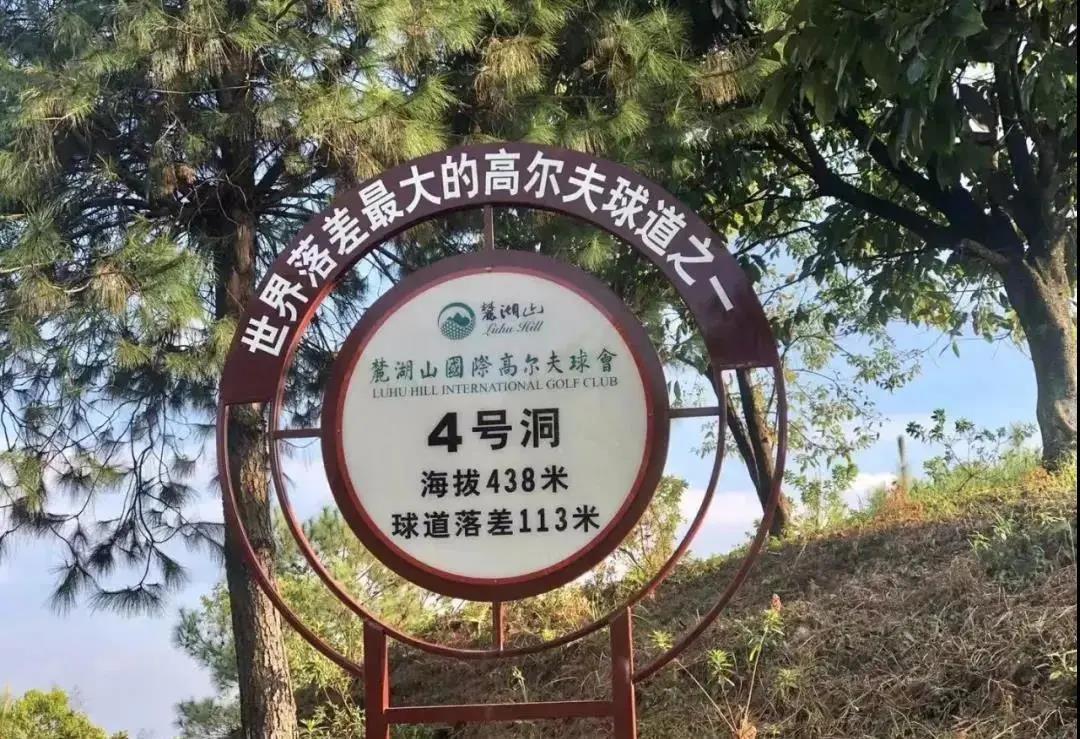 世界落差最大的高尔夫球道之一
麓湖山
Luhu Hill
麓湖山國際高尔夫球會
LUHU HILL INTERNATIONAL GOLF CLUB
4号洞
海拔438米
球道落差113米